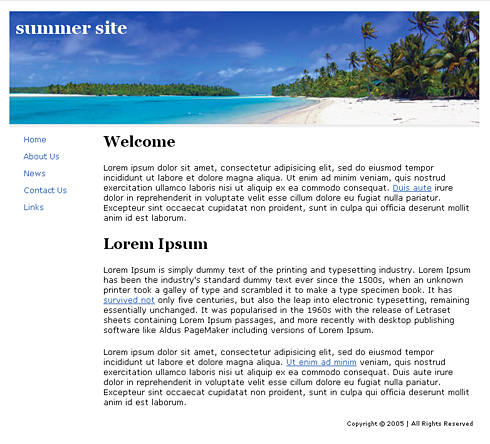 summer site
Home
About Us
News
Contact Us
Links
Welcome
Lorem ipsum dolor sit amet, consectetur adipisicing elit, sed do eiusmod tempor
incididunt ut labore et dolore magna aliqua. Ut enim ad minim veniam, quis nostrud
exercitation ullamco laboris nisi ut aliquip ex ea commodo consequat. Duis aute irure
dolor in reprehenderit in voluptate velit esse cillum dolore eu fugiat nulla pariatur.
Excepteur sint occaecat cupidatat non proident, sunt in culpa qui officia deserunt mollit
anim id est laborum.
Lorem Ipsum
Lorem Ipsum is simply dummy text of the printing and typesetting industry. Lorem Ipsum
has been the industry's standard dummy text ever since the 1500s, when an unknown
printer took a galley of type and scrambled it to make a type specimen book. It has
survived not only five centuries, but also the leap into electronic typesetting, remaining
essentially unchanged. It was popularised in the 1960s with the release of Letraset
sheets containing Lorem Ipsum passages, and more recently with desktop publishing
software like Aldus PageMaker including versions of Lorem Ipsum.
Lorem ipsum dolor sit amet, consectetur adipisicing elit, sed do eiusmod tempor
incididunt ut labore et dolore magna aliqua. Ut enim ad minim veniam, quis nostrud
exercitation ullamco laboris nisi ut aliquip ex ea commodo consequat. Duis aute irure
dolor in reprehenderit in voluptate velit esse cillum dolore eu fugiat nulla pariatur.
Excepteur sint occaecat cupidatat non proident, sunt in culpa qui officia deserunt mollit
anim id est laborum.
Copyright © 2005 | All Rights Reserved